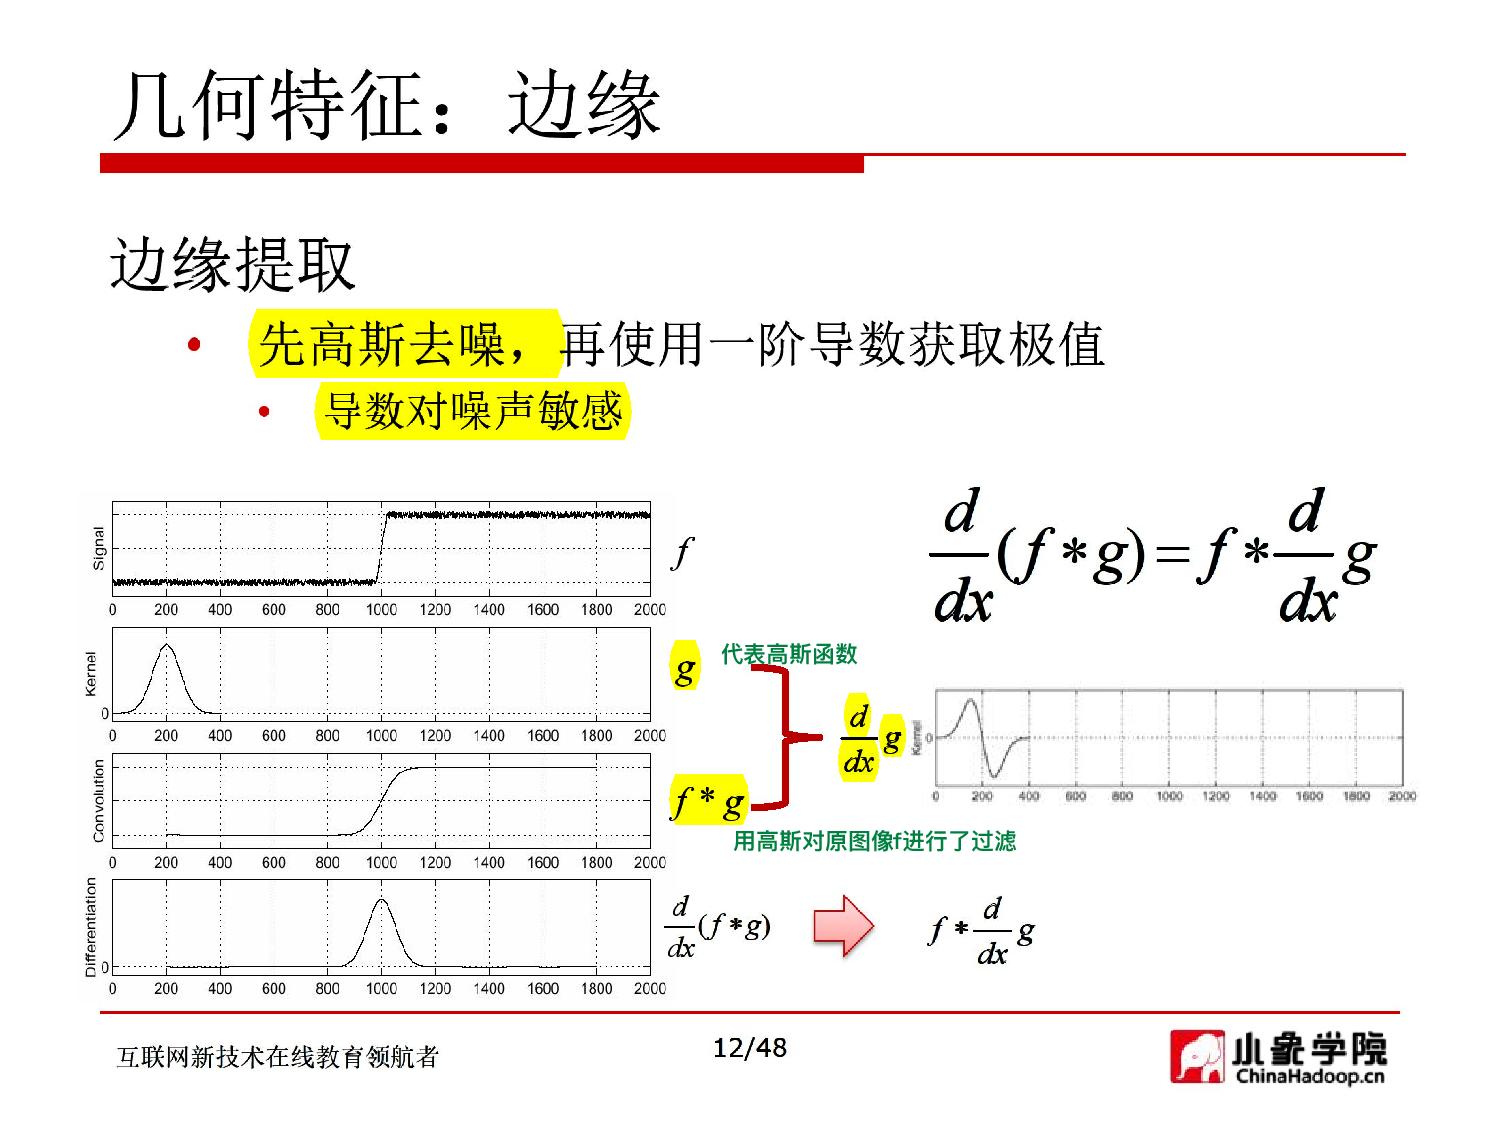 几何特征：边缘
边缘提取
• 先高斯去噪，再使用一阶导数获取极值
• 导数对噪声敏感
Signal
0 200 400 600 800 1000 1200 1400 1600 1800 2000
f
d/dx (f * g) = f * d/dx g
Kernel
0
0 200 400 600 800 1000 1200 1400 1600 1800 2000
g
代表高斯函数
d/dx g
Kernel
0
0 200 400 600 800 1000 1200 1400 1600 1800 2000
Convolution
0 200 400 600 800 1000 1200 1400 1600 1800 2000
f * g
用高斯对原图像f进行了过滤
Differentiation
0
0 200 400 600 800 1000 1200 1400 1600 1800 2000
d/dx (f * g)
f * d/dx g
互联网新技术在线教育领航者
12/48
小象学院
ChinaHadoop.cn